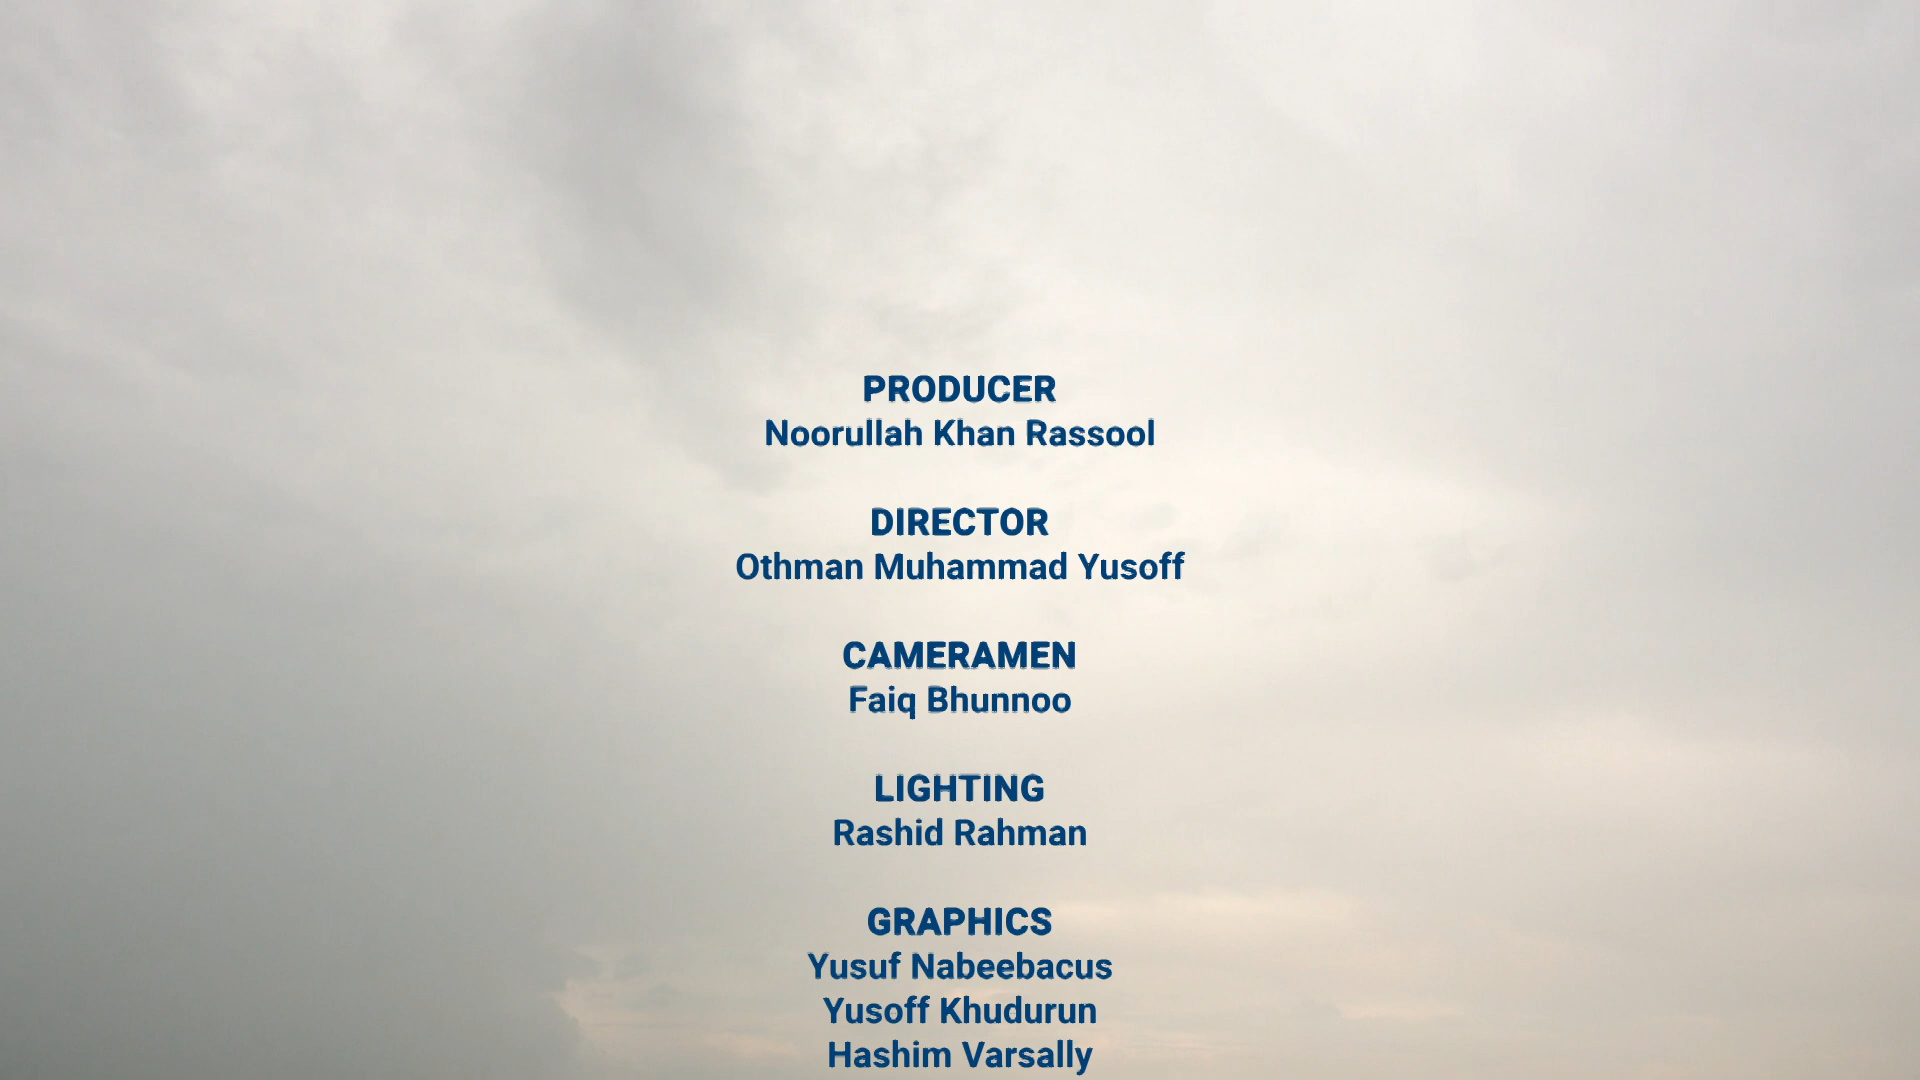 PRODUCER
Noorullah Khan Rassool
DIRECTOR
Othman Muhammad Yusoff
CAMERAMEN
Faiq Bhunnoo
LIGHTING
Rashid Rahman
GRAPHICS
Yusuf Nabeebacus
Yusoff Khudurun
Hashim Varsally